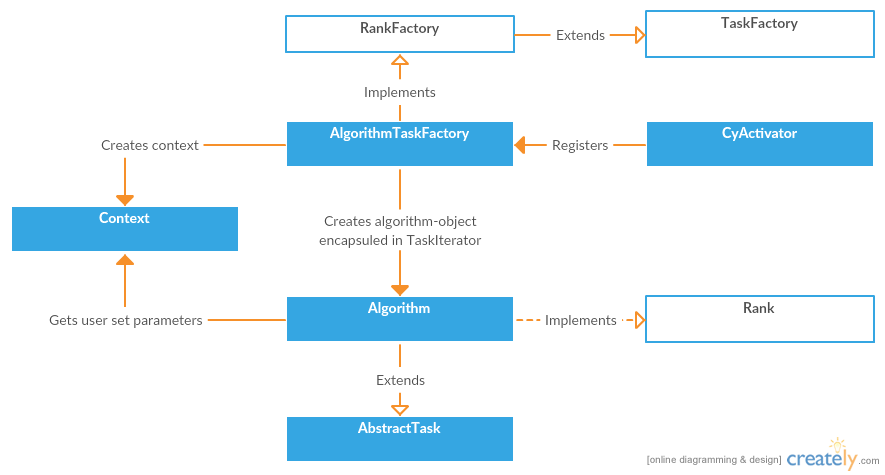 RankFactory
Extends
TaskFactory
Implements
AlgorithmTaskFactory
CyActivator
Creates context
Registers
Context
Creates algorithm-object
encapsuled in TaskIterator
Algorithm
Rank
Gets user set parameters
Implements
Extends
AbstractTask
[online diagramming & design] creately.com